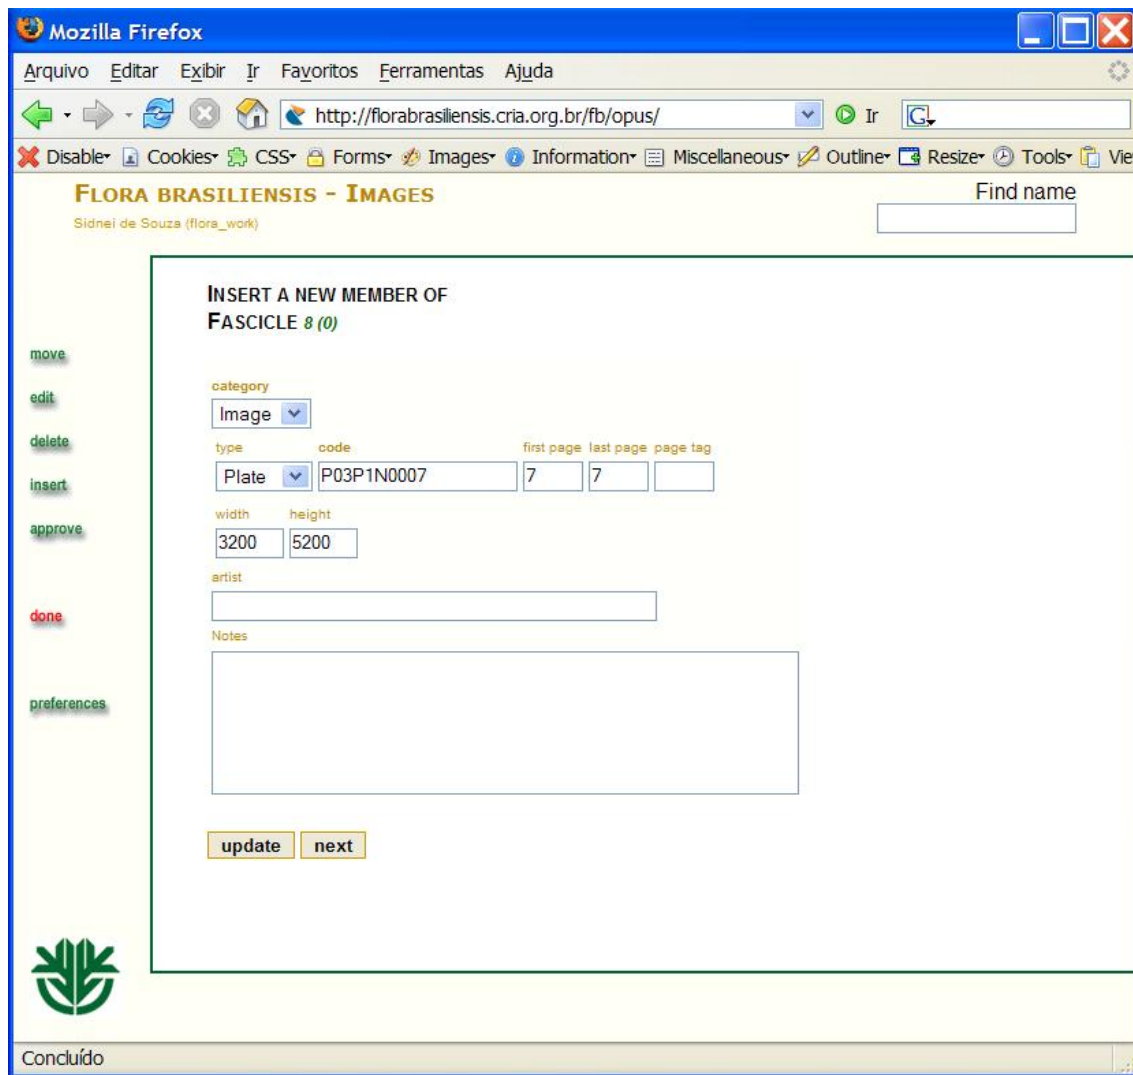 Mozilla Firefox
Arquivo Editar Exibir Ir Favoritos Ferramentas Ajuda
http://florabrasiliensis.cria.org.br/fb/opus/ Ir G
Disable Cookies CSS Forms Images Information Miscellaneous Outline Resize Tools Vie
FLORA BRASILIENSIS - IMAGES
Find name
Sidnei de Souza (flora_work)
INSERT A NEW MEMBER OF
FASCICLE 8 (0)
move
edit
delete
insert
approve
done
preferences
category
Image
type code first page last page page tag
Plate P03P1N0007 7 7
width height
3200 5200
artist
Notes
update next
Concluído